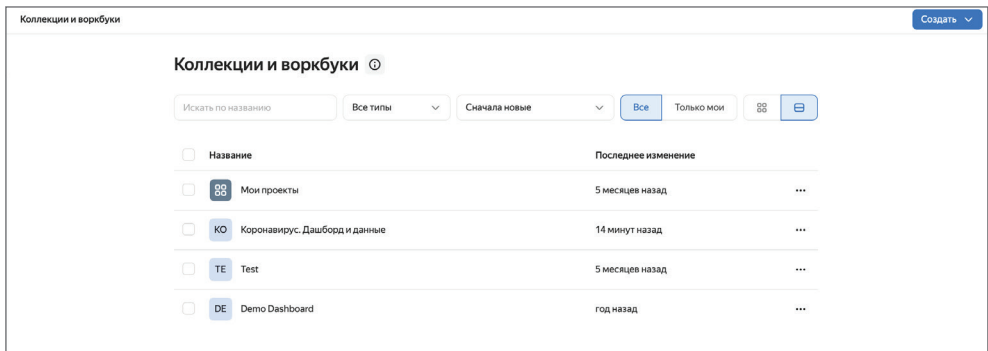 Коллекции и воркбуки
Создать
Коллекции и воркбуки
Искать по названию Все типы Сначала новые Все Только мои
Название Последнее изменение
Мои проекты 5 месяцев назад
КО Коронавирус. Дашборд и данные 14 минут назад
TE Test 5 месяцев назад
DE Demo Dashboard год назад